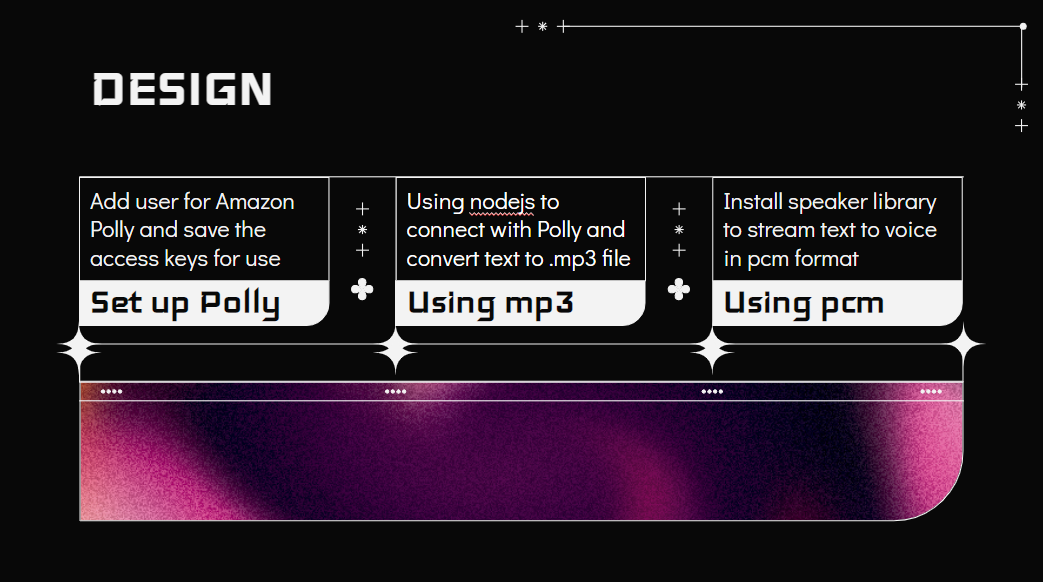 DESIGN
Add user for Amazon
Polly and save the
access keys for use
Set up Polly
Using nodejs to
connect with Polly and
convert text to .mp3 file
Using mp3
Install speaker library
to stream text to voice
in pcm format
Using pcm